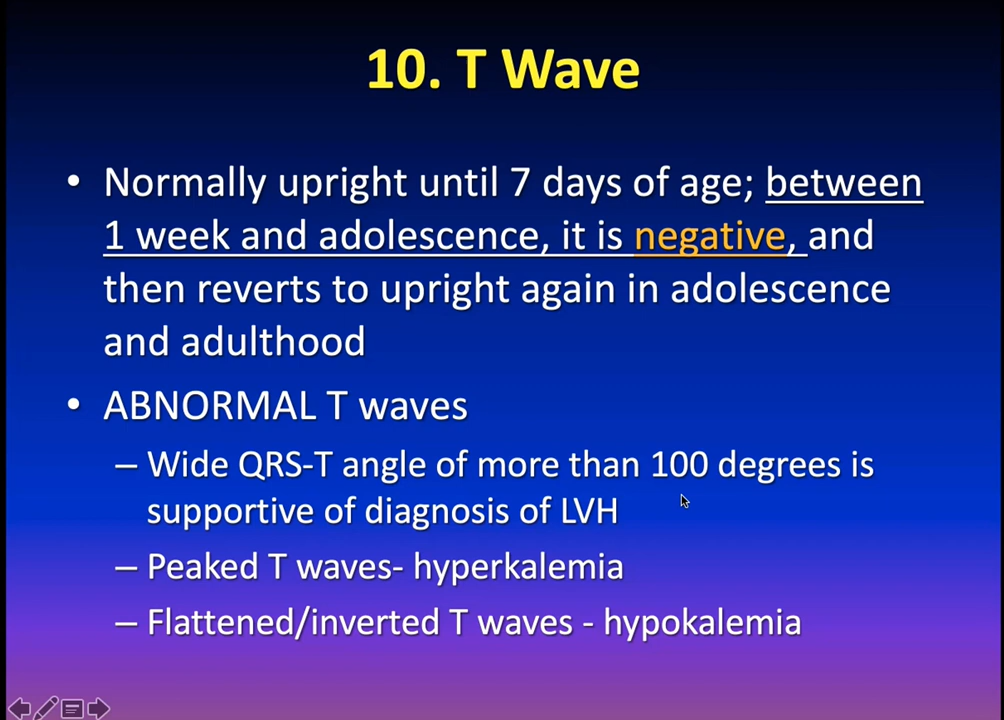 10. T Wave
• Normally upright until 7 days of age; between
1 week and adolescence, it is negative, and
then reverts to upright again in adolescence
and adulthood
• ABNORMAL T waves
– Wide QRS-T angle of more than 100 degrees is
supportive of diagnosis of LVH
– Peaked T waves- hyperkalemia
– Flattened/inverted T waves - hypokalemia